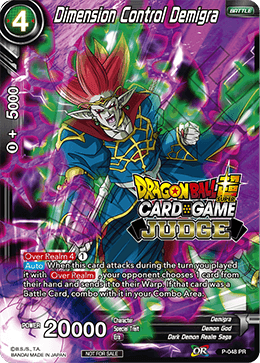 4
Dimension Control Demigra
BATTLE
0 + 5000
DRAGON BALL
SUPER
CARD GAME
JUDGE
Over Realm 4 1
Auto When this card attacks during the turn you played
it with Over Realm, your opponent chooses 1 card from
their hand and sends it to their Warp. If that card was a
Battle Card, combo with it in your Combo Area.
POWER 20000
Character Demigra
Special Trait Demon God
Era Dark Demon Realm Saga
©B.S./S., T.A.
BANDAI MADE IN JAPAN
NOT FOR SALE
P-048 PR